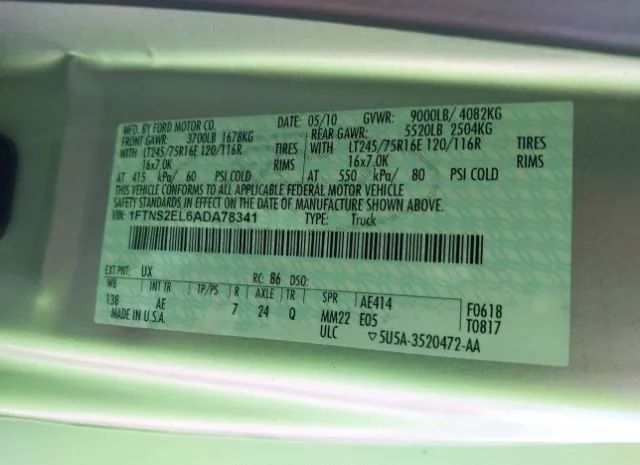 MFD. BY FORD MOTOR CO.
DATE: 05/10 GVWR: 9000LB/ 4082KG
FRONT GAWR: 3700LB 1678KG REAR GAWR: 5520LB 2504KG
WITH LT245/75R16E 120/116R TIRES WITH LT245/75R16E 120/116R TIRES
16x7.0K RIMS 16x7.0K RIMS
AT 415 kPa/ 60 PSI COLD AT 550 kPa/ 80 PSI COLD
THIS VEHICLE CONFORMS TO ALL APPLICABLE FEDERAL MOTOR VEHICLE
SAFETY STANDARDS IN EFFECT ON THE DATE OF MANUFACTURE SHOWN ABOVE.
VIN: 1FTNS2EL6ADA78341 TYPE: Truck
EXT PNT: UX RC: 86 DSO:
WB INT TR TP/PS R AXLE TR SPR AE414 F0618
138 AE 7 24 Q MM22 E05 T0817
MADE IN U.S.A. ULC ▽5U5A-3520472-AA